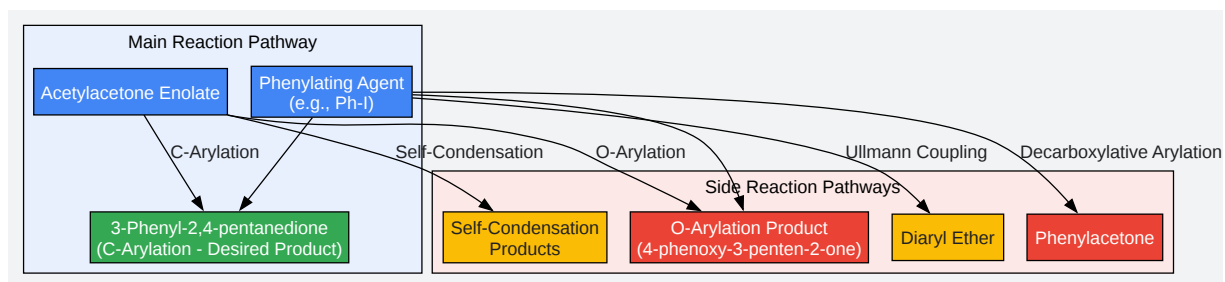 Main Reaction Pathway
Acetylacetone Enolate
Phenylating Agent
(e.g., Ph-I)
C-Arylation
Self-Condensation
O-Arylation
Ullmann Coupling
Decarboxylative Arylation
Side Reaction Pathways
3-Phenyl-2,4-pentanedione
(C-Arylation - Desired Product)
Self-Condensation
Products
O-Arylation Product
(4-phenoxy-3-penten-2-one)
Diaryl Ether
Phenylacetone